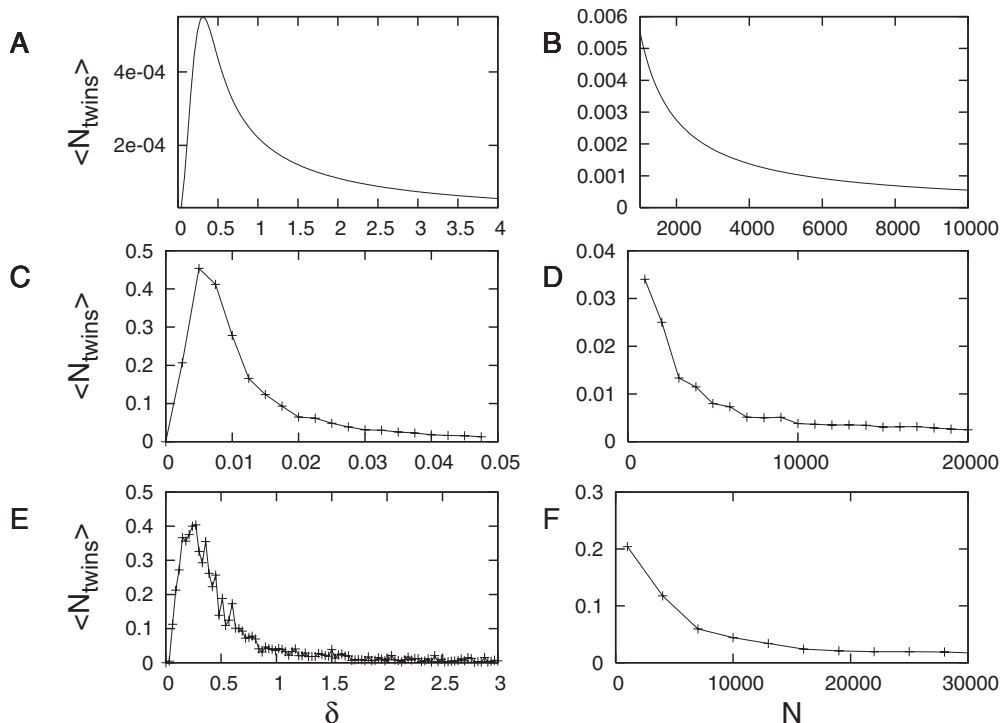 A
<N_twins>
4e-04
2e-04
0 0.5 1 1.5 2 2.5 3 3.5 4
B
0.006
0.005
0.004
0.003
0.002
0.001
0
2000 4000 6000 8000 10000
C
<N_twins>
0.5
0.4
0.3
0.2
0.1
0
0 0.01 0.02 0.03 0.04 0.05
D
0.04
0.03
0.02
0.01
0
0 10000 20000
E
<N_twins>
0.5
0.4
0.3
0.2
0.1
0
0 0.5 1 1.5 2 2.5 3
δ
F
0.3
0.2
0.1
0
0 10000 20000 30000
N